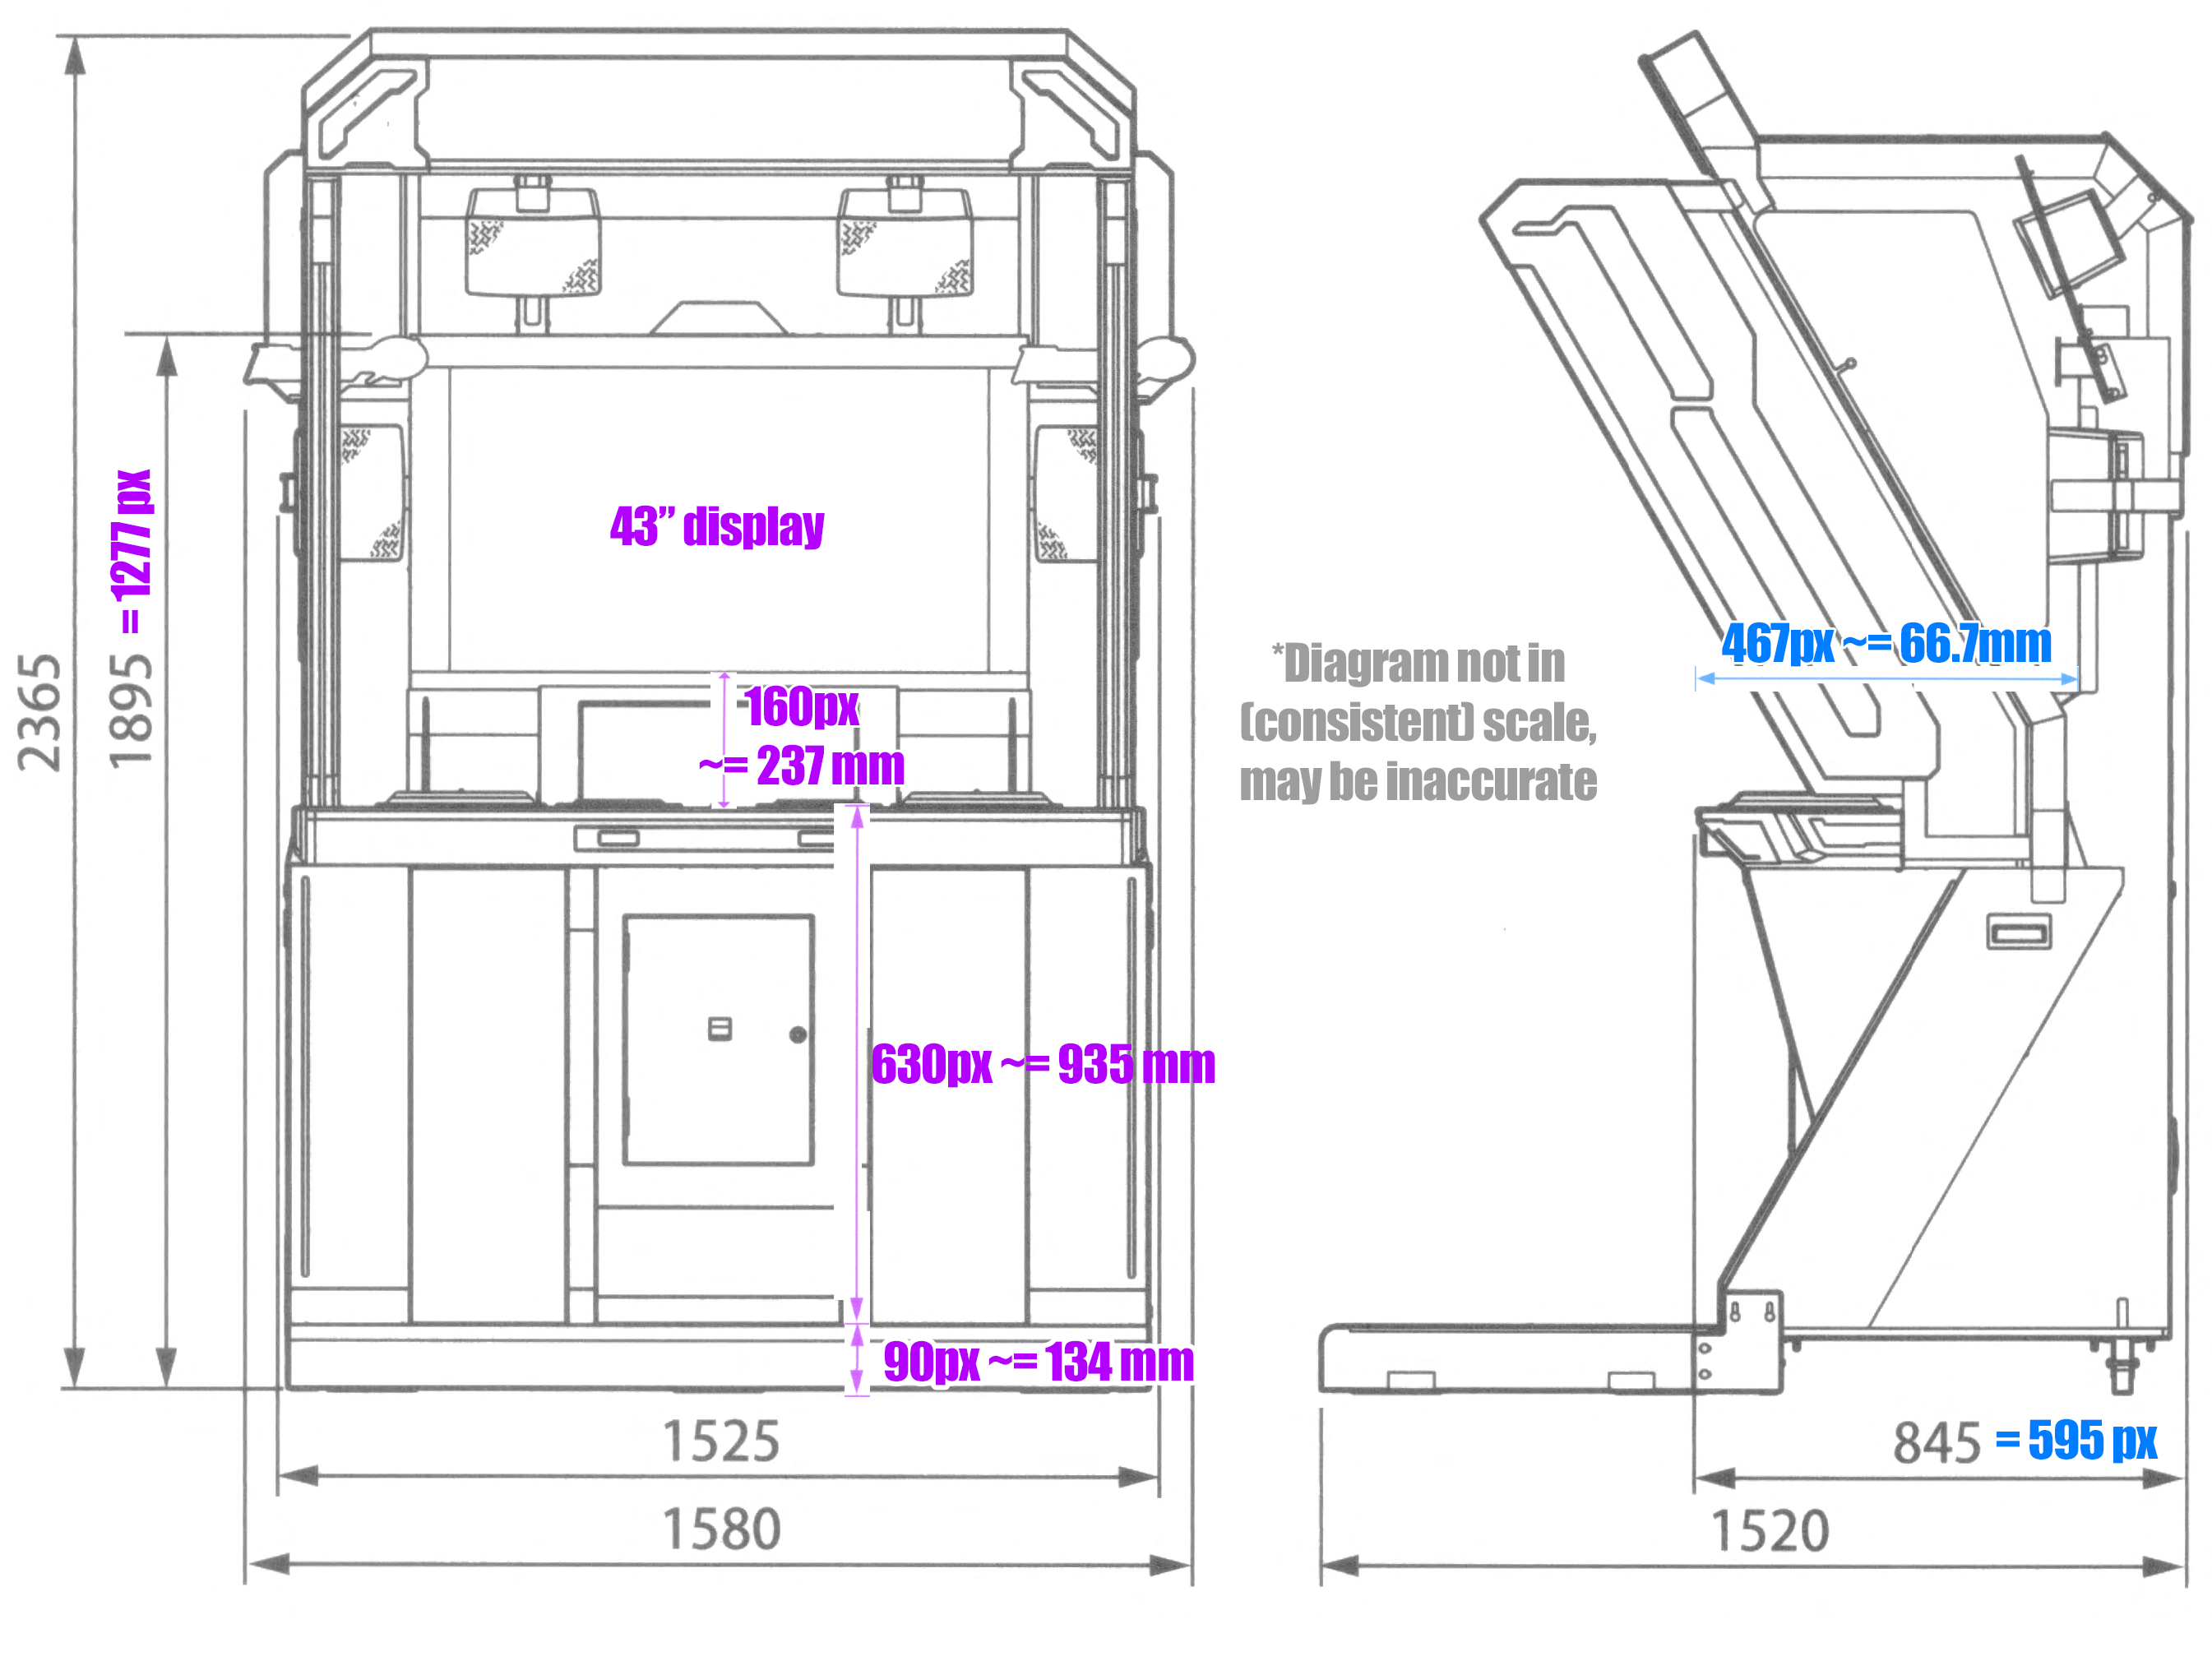 2365
1895 = 1277 px
43” display
160px
~= 237 mm
630px ~= 935 mm
90px ~= 134 mm
1525
1580
*Diagram not in
(consistent) scale,
may be inaccurate
467px ~= 66.7mm
845 = 595 px
1520